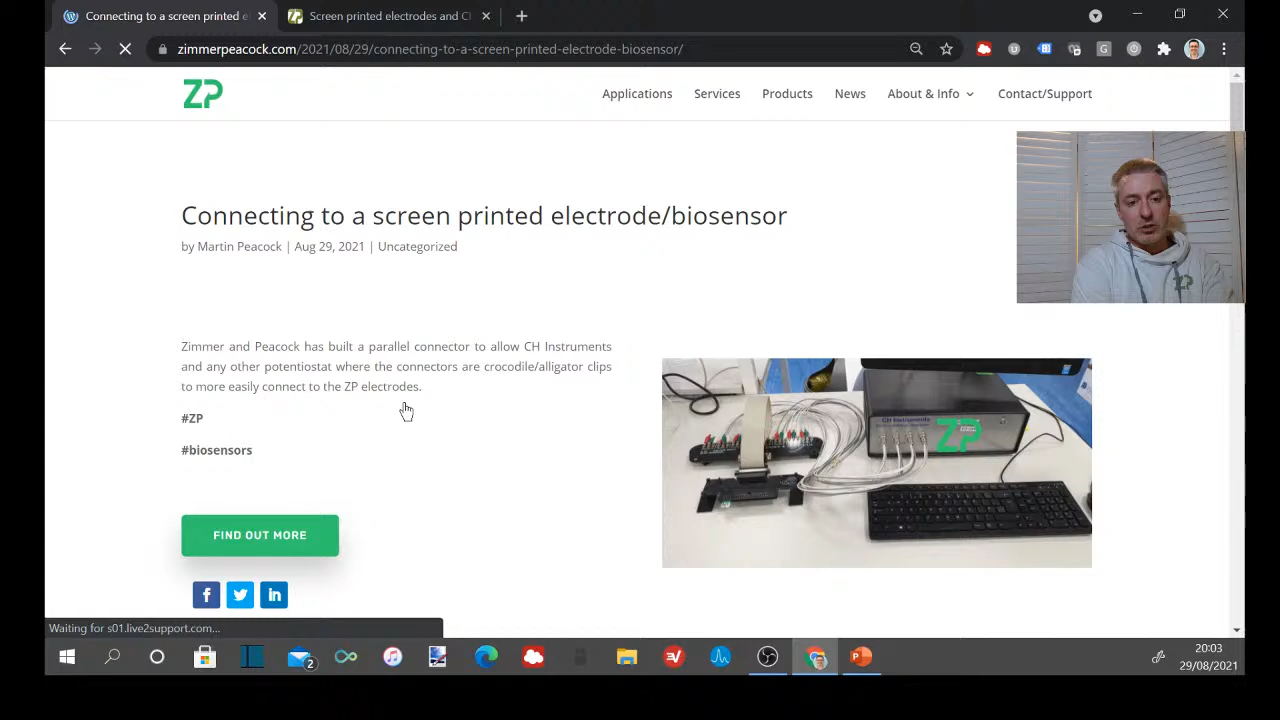 Connecting to a screen printed e
Screen printed electrodes and C
zimmerpeacock.com/2021/08/29/connecting-to-a-screen-printed-electrode-biosensor/
ZP
Applications
Services
Products
News
About & Info
Contact/Support
Connecting to a screen printed electrode/biosensor
by Martin Peacock | Aug 29, 2021 | Uncategorized
Zimmer and Peacock has built a parallel connector to allow CH Instruments
and any other potentiostat where the connectors are crocodile/alligator clips
to more easily connect to the ZP electrodes.
#ZP
#biosensors
CH Instruments
ZP
FIND OUT MORE
Waiting for s01.live2support.com...
2
20:03
29/08/2021